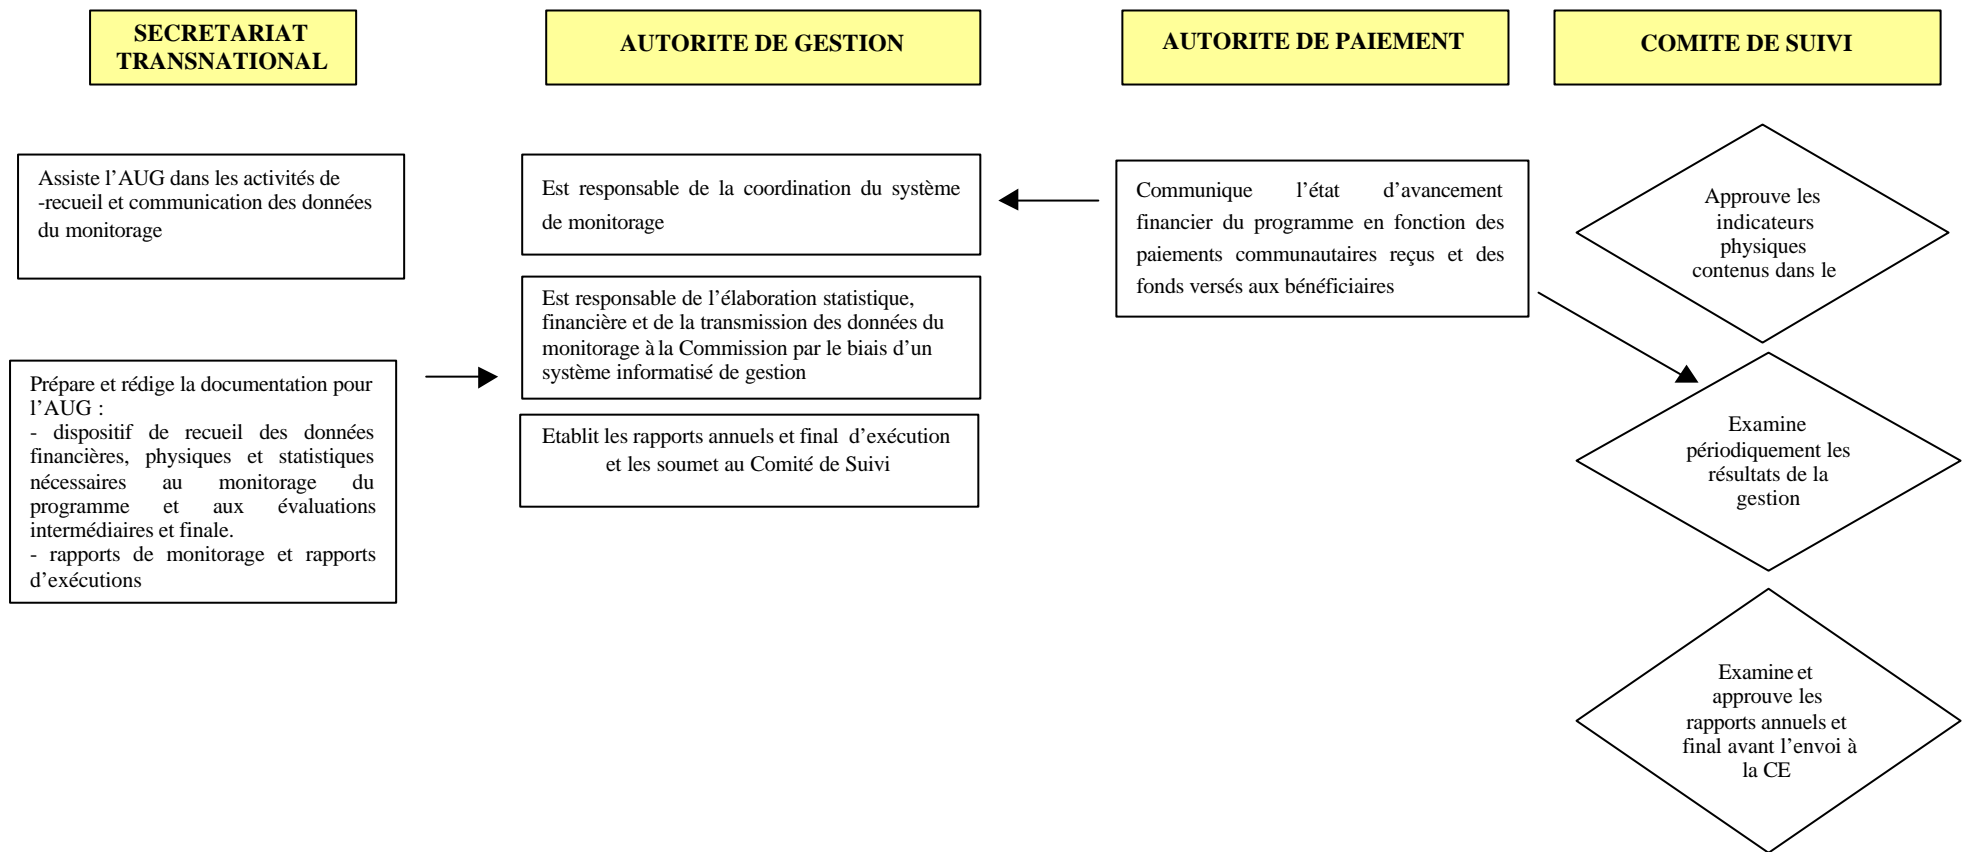 SECRETARIAT
TRANSNATIONAL
AUTORITE DE GESTION
AUTORITE DE PAIEMENT
COMITE DE SUIVI
Assiste l’AUG dans les activités de
-recueil et communication des données
du monitorage
Prépare et rédige la documentation pour
l’AUG :
- dispositif de recueil des données
financières, physiques et statistiques
nécessaires au monitorage du
programme et aux évaluations
intermédiaires et finale.
- rapports de monitorage et rapports
d’exécutions
Est responsable de la coordination du système
de monitorage
Est responsable de l’élaboration statistique,
financière et de la transmission des données du
monitorage à la Commission par le biais d’un
système informatisé de gestion
Etablit les rapports annuels et final d’exécution
et les soumet au Comité de Suivi
Communique l’état d’avancement
financier du programme en fonction des
paiements communautaires reçus et des
fonds versés aux bénéficiaires
Approuve les
indicateurs
physiques
contenus dans le
Examine
périodiquement les
résultats de la
gestion
Examine et
approuve les
rapports annuels et
final avant l’envoi à
la CE